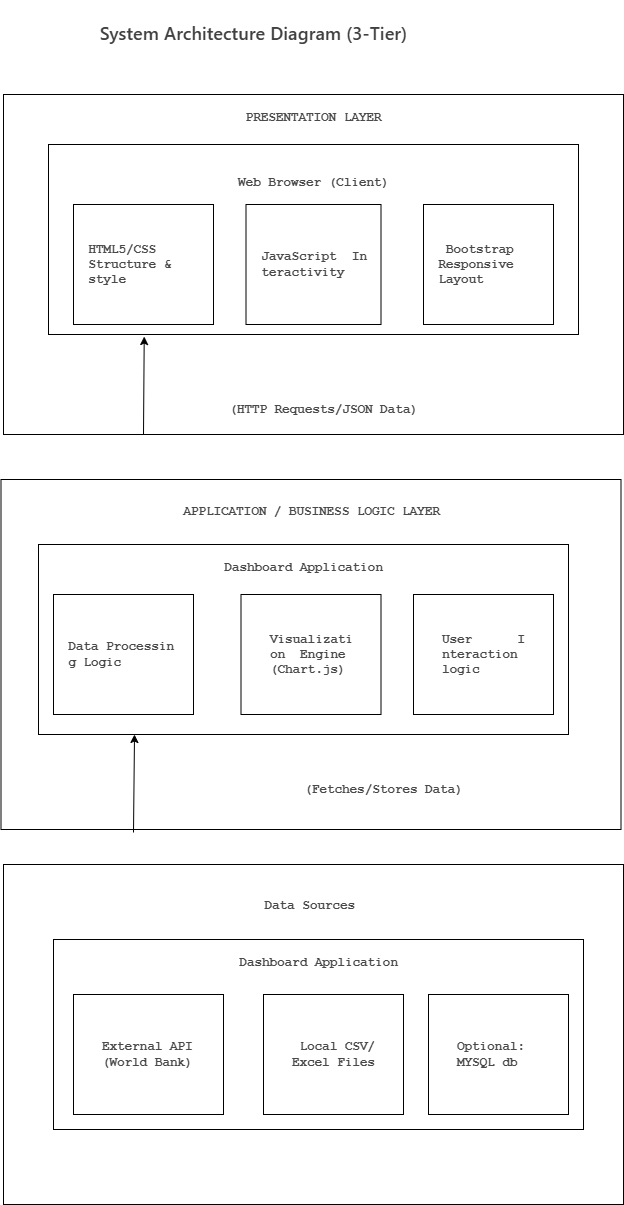 System Architecture Diagram (3-Tier)
PRESENTATION LAYER
Web Browser (Client)
HTML5/CSS
Structure &
style
JavaScript In
teractivity
Bootstrap
Responsive
Layout
(HTTP Requests/JSON Data)
APPLICATION / BUSINESS LOGIC LAYER
Dashboard Application
Data Processin
g Logic
Visualizati
on Engine
(Chart.js)
User I
nteraction
logic
(Fetches/Stores Data)
Data Sources
Dashboard Application
External API
(World Bank)
Local CSV/
Excel Files
Optional:
MYSQL db